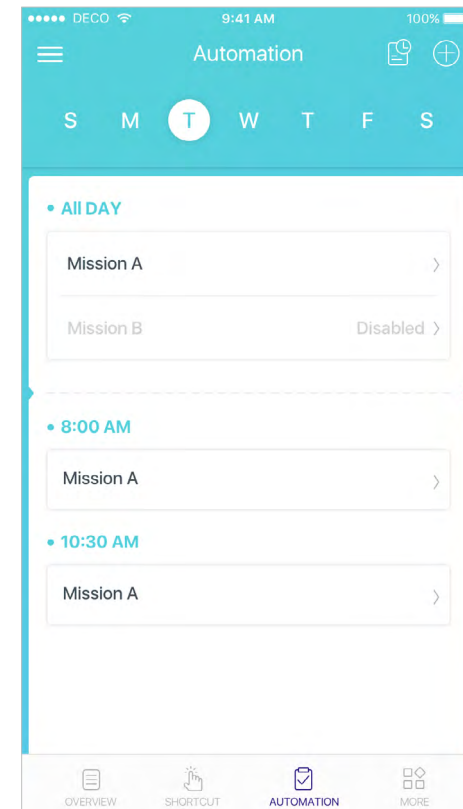 DECO 9:41 AM 100%
Automation
S M T W T F S
All DAY
Mission A
Mission B Disabled
8:00 AM
Mission A
10:30 AM
Mission A
OVERVIEW SHORTCUT AUTOMATION MORE